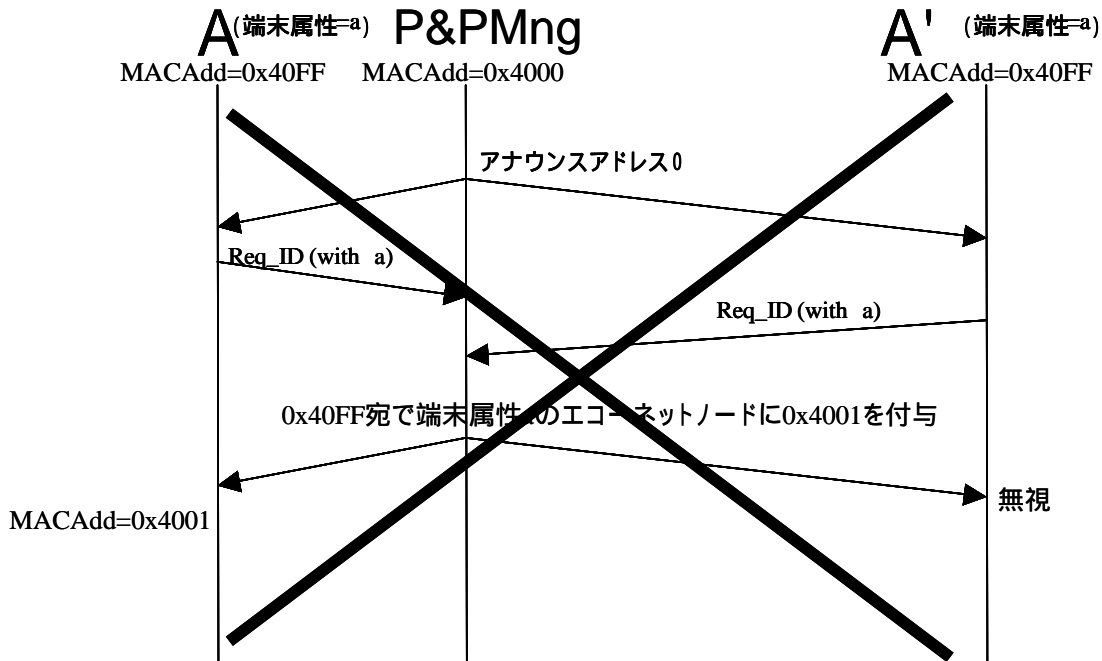 A(端末属性=a) P&PMng A' (端末属性=a)
MACAdd=0x40FF MACAdd=0x4000 MACAdd=0x40FF
アナウンスアドレス0
Req_ID (with a)
Req_ID (with a)
0x40FF宛で端末属性のエコーネットノードに0x4001を付与
無視
MACAdd=0x4001